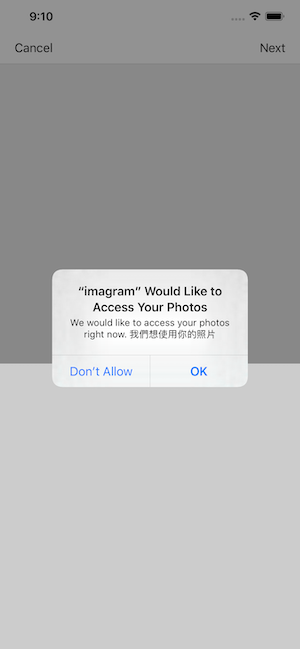 9:10
Cancel Next
“imagram” Would Like to
Access Your Photos
We would like to access your photos
right now. 我們想使用你的照片
Don’t Allow OK